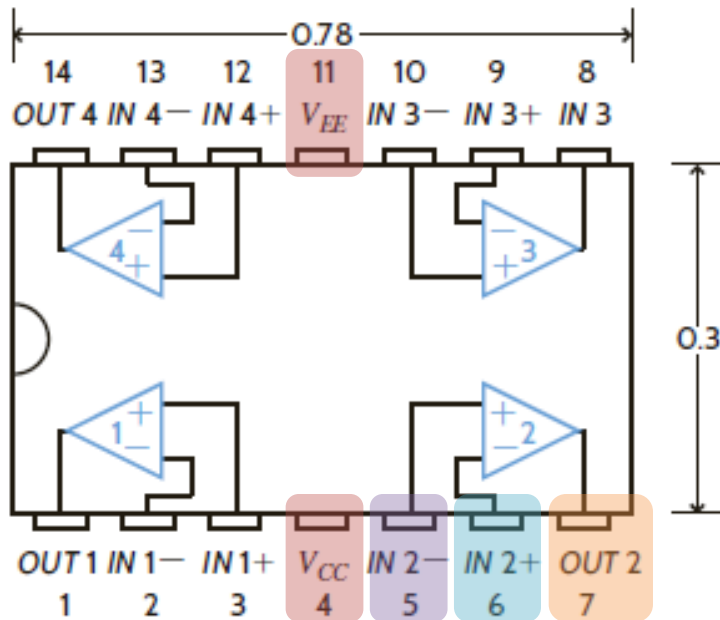 0.78
14 13 12 11 10 9 8
OUT 4 IN 4− IN 4+ VEE IN 3− IN 3+ IN 3
− 4 + − 3 +
0.3
+ 1 − + 2 −
OUT 1 IN 1− IN 1+ VCC IN 2− IN 2+ OUT 2
1 2 3 4 5 6 7